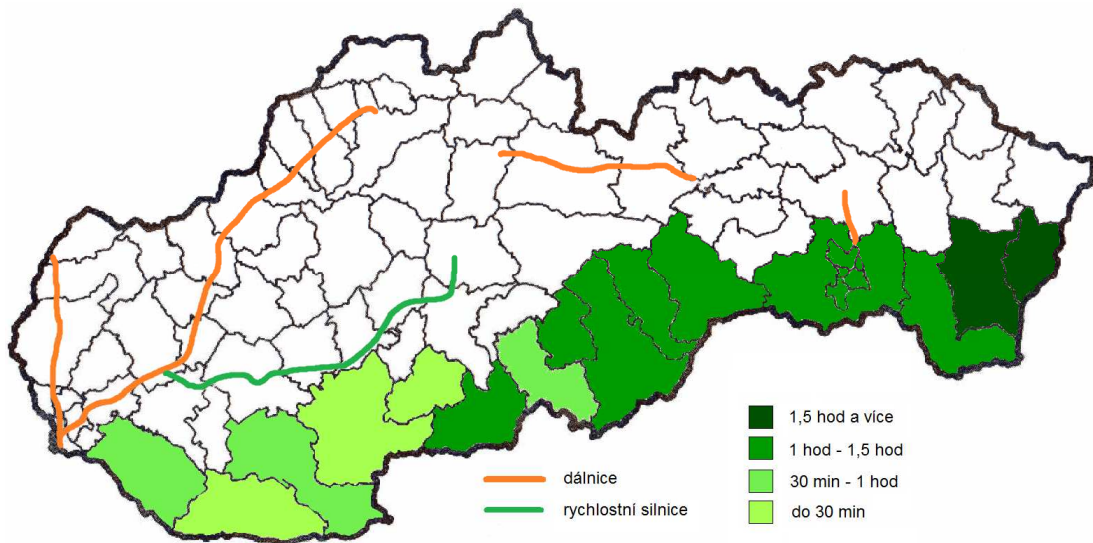 dálnice
rychlostní silnice
1,5 hod a více
1 hod - 1,5 hod
30 min - 1 hod
do 30 min